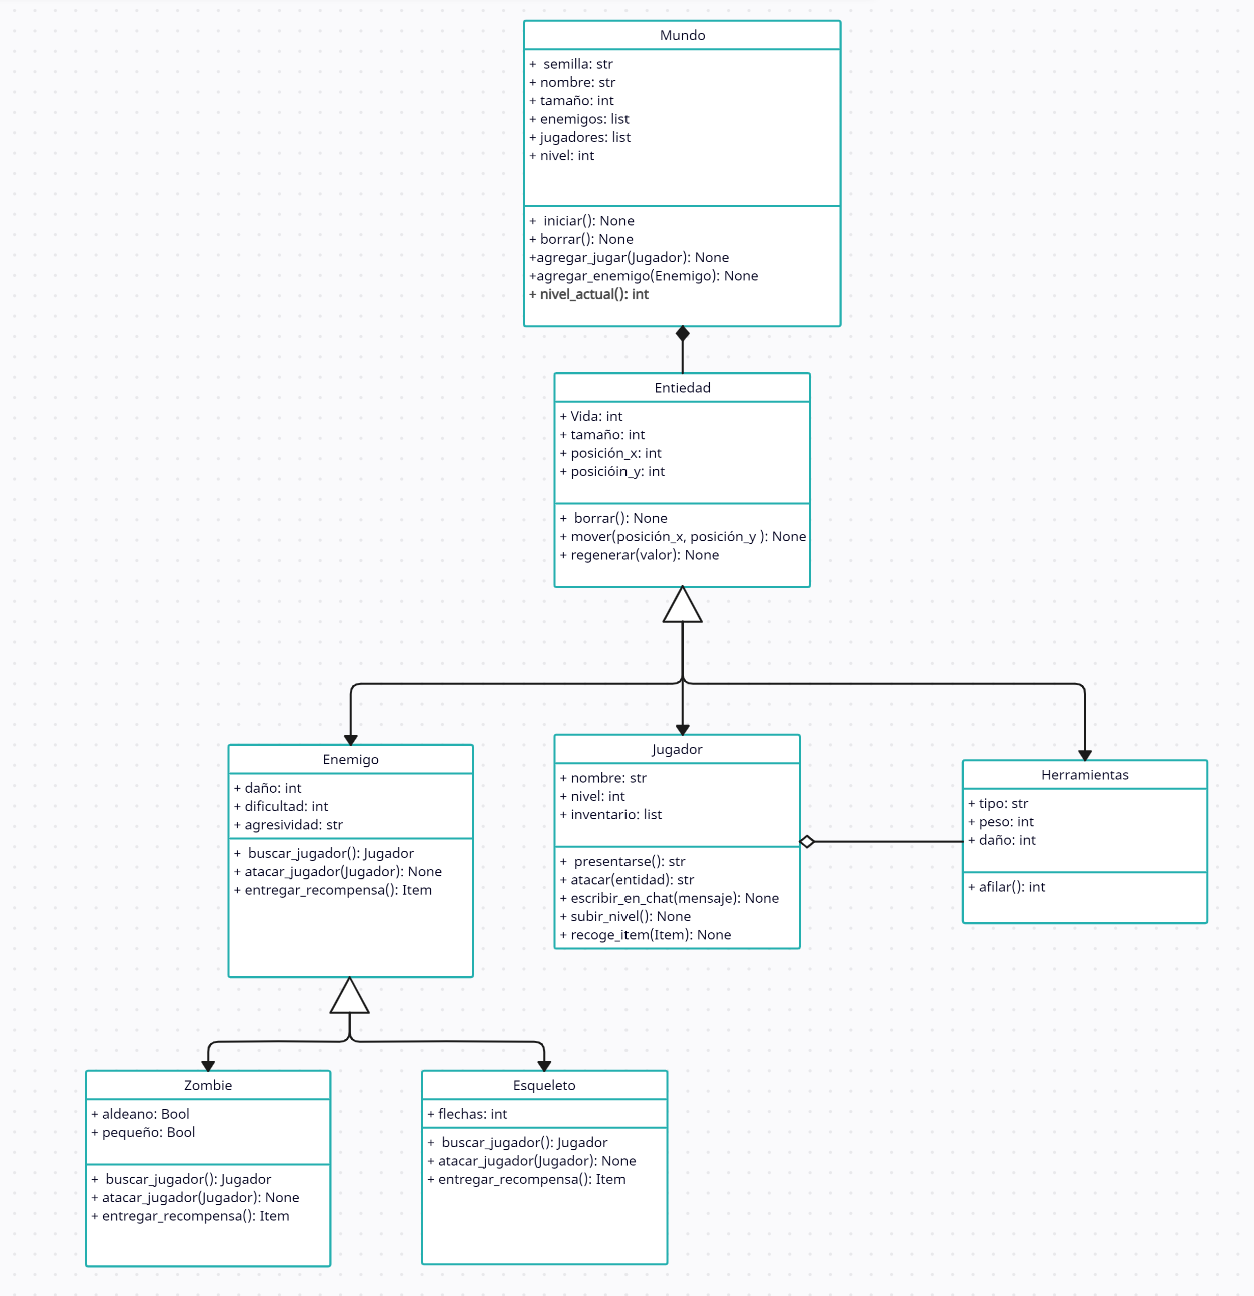 Mundo
+  semilla: str
+ nombre: str
+ tamaño: int
+ enemigos: list
+ jugadores: list
+ nivel: int
+  iniciar(): None
+ borrar(): None
+agregar_jugar(Jugador): None
+agregar_enemigo(Enemigo): None
+ nivel_actual(): int
Entiedad
+ Vida: int
+ tamaño: int
+ posición_x: int
+ posicióin_y: int
+  borrar(): None
+ mover(posición_x, posición_y ): None
+ regenerar(valor): None
Enemigo
+ daño: int
+ dificultad: int
+ agresividad: str
+  buscar_jugador(): Jugador
+ atacar_jugador(Jugador): None
+ entregar_recompensa(): Item
Jugador
+ nombre: str
+ nivel: int
+ inventario: list
+  presentarse(): str
+ atacar(entidad): str
+ escribir_en_chat(mensaje): None
+ subir_nivel(): None
+ recoge_item(Item): None
Herramientas
+ tipo: str
+ peso: int
+ daño: int
+ afilar(): int
Zombie
+ aldeano: Bool
+ pequeño: Bool
+  buscar_jugador(): Jugador
+ atacar_jugador(Jugador): None
+ entregar_recompensa(): Item
Esqueleto
+ flechas: int
+  buscar_jugador(): Jugador
+ atacar_jugador(Jugador): None
+ entregar_recompensa(): Item